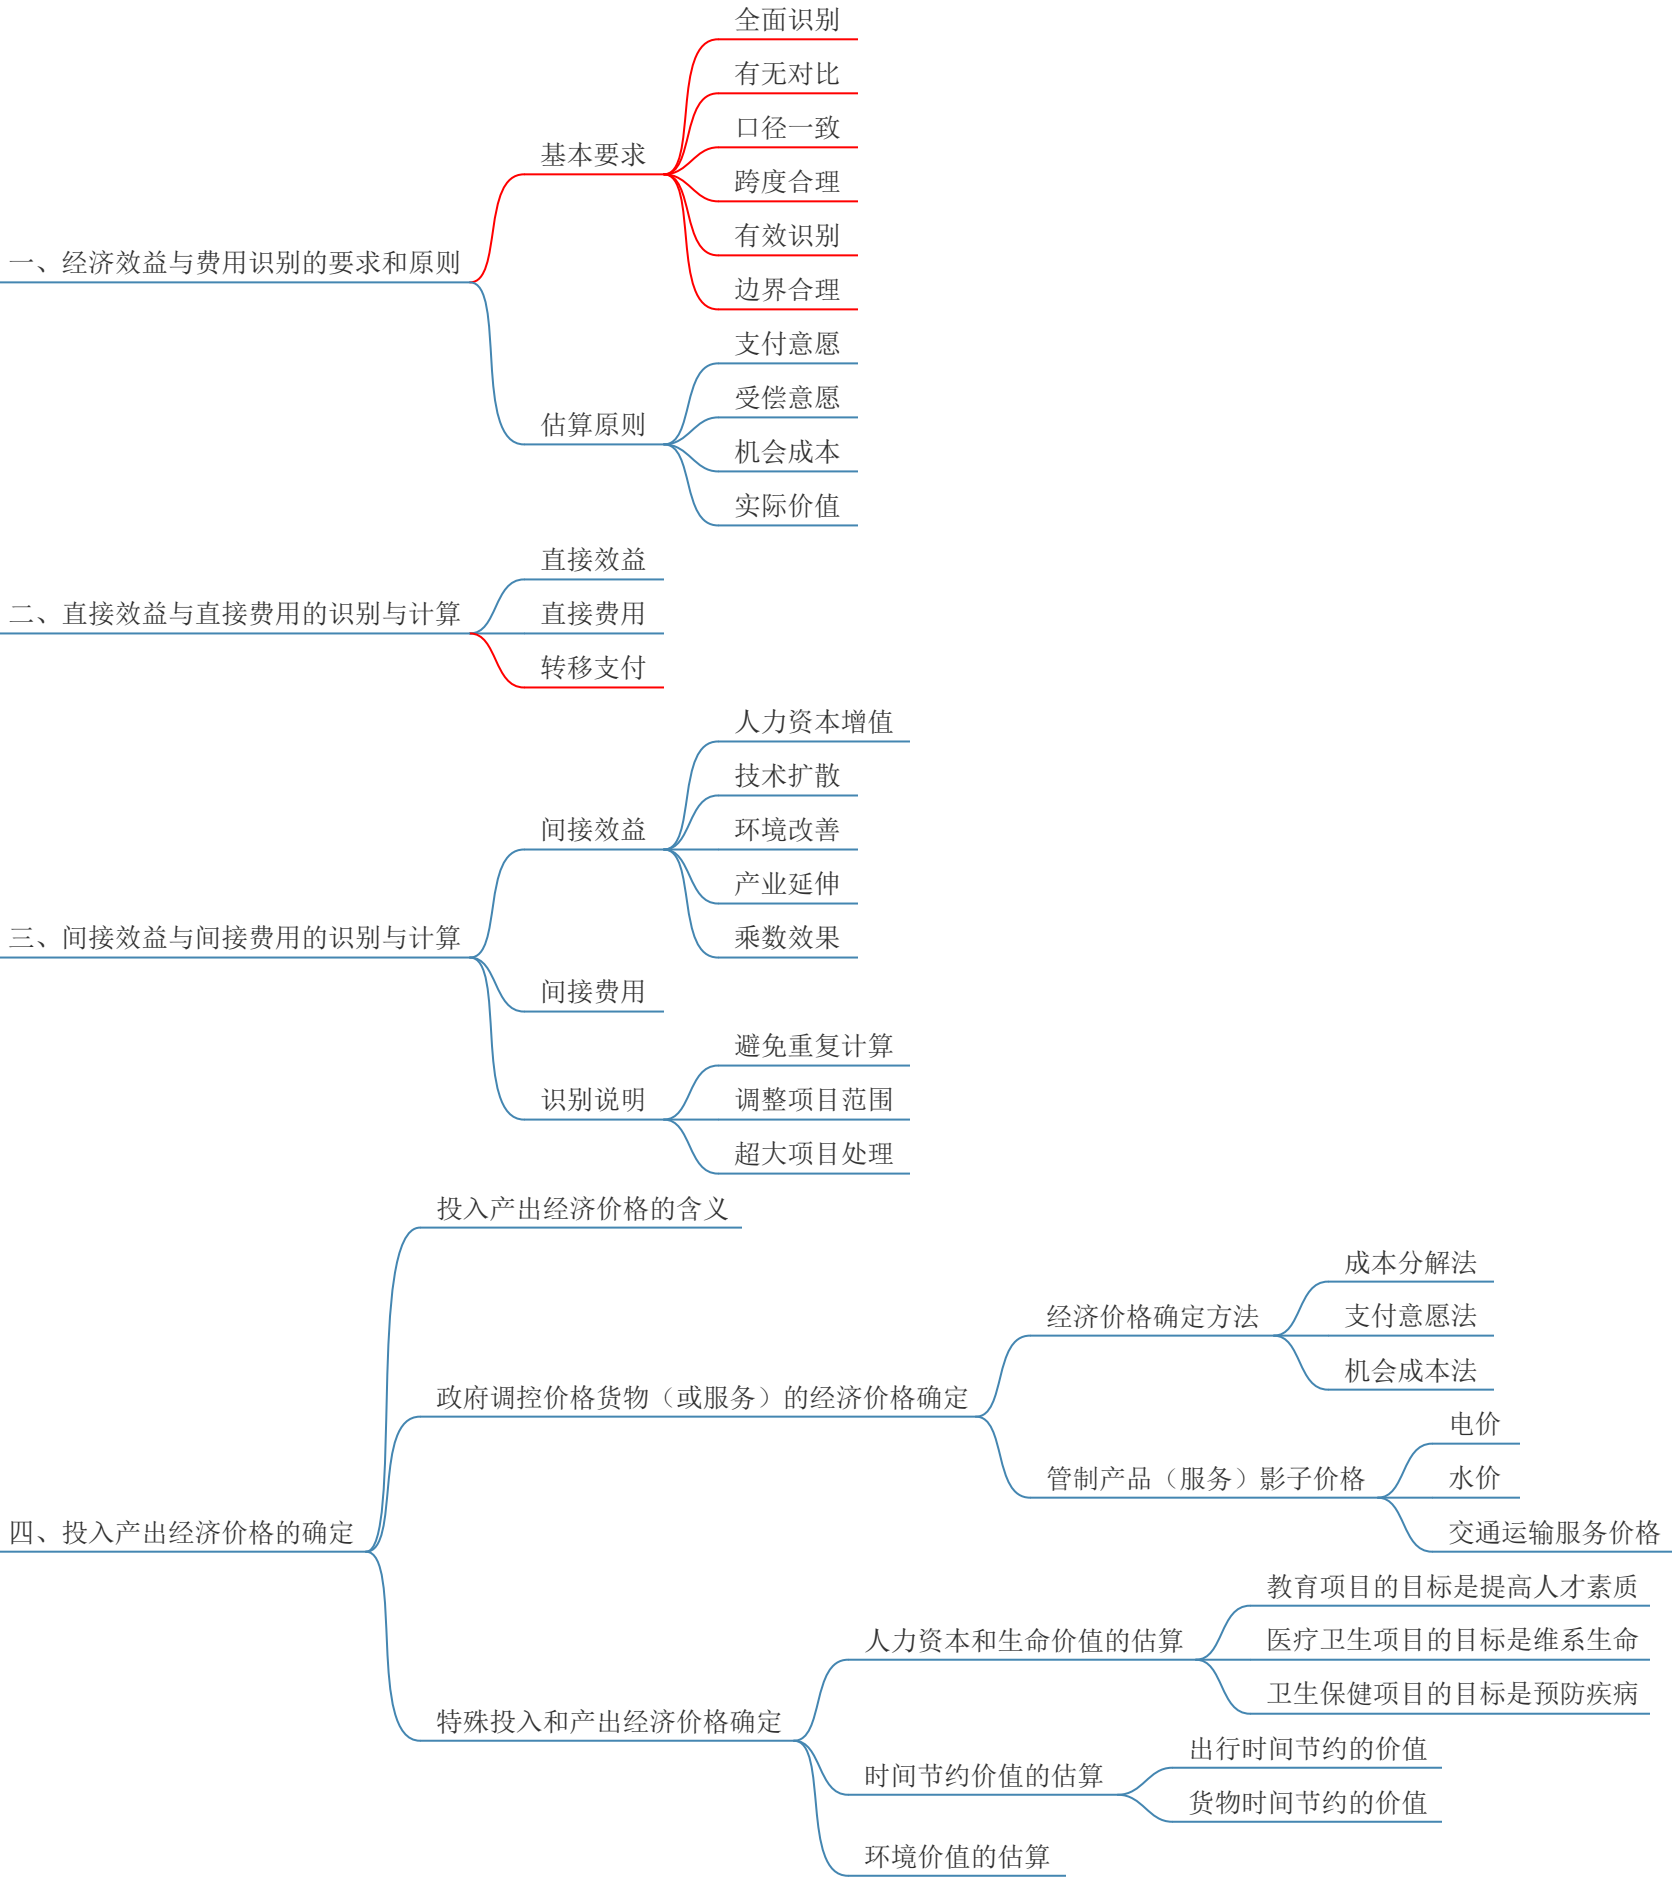 一、经济效益与费用识别的要求和原则
基本要求
全面识别
有无对比
口径一致
跨度合理
有效识别
边界合理
估算原则
支付意愿
受偿意愿
机会成本
实际价值
二、直接效益与直接费用的识别与计算
直接效益
直接费用
转移支付
三、间接效益与间接费用的识别与计算
间接效益
人力资本增值
技术扩散
环境改善
产业延伸
乘数效果
间接费用
识别说明
避免重复计算
调整项目范围
超大项目处理
四、投入产出经济价格的确定
投入产出经济价格的含义
政府调控价格货物（或服务）的经济价格确定
经济价格确定方法
成本分解法
支付意愿法
机会成本法
管制产品（服务）影子价格
电价
水价
交通运输服务价格
特殊投入和产出经济价格确定
人力资本和生命价值的估算
教育项目的目标是提高人才素质
医疗卫生项目的目标是维系生命
卫生保健项目的目标是预防疾病
时间节约价值的估算
出行时间节约的价值
货物时间节约的价值
环境价值的估算